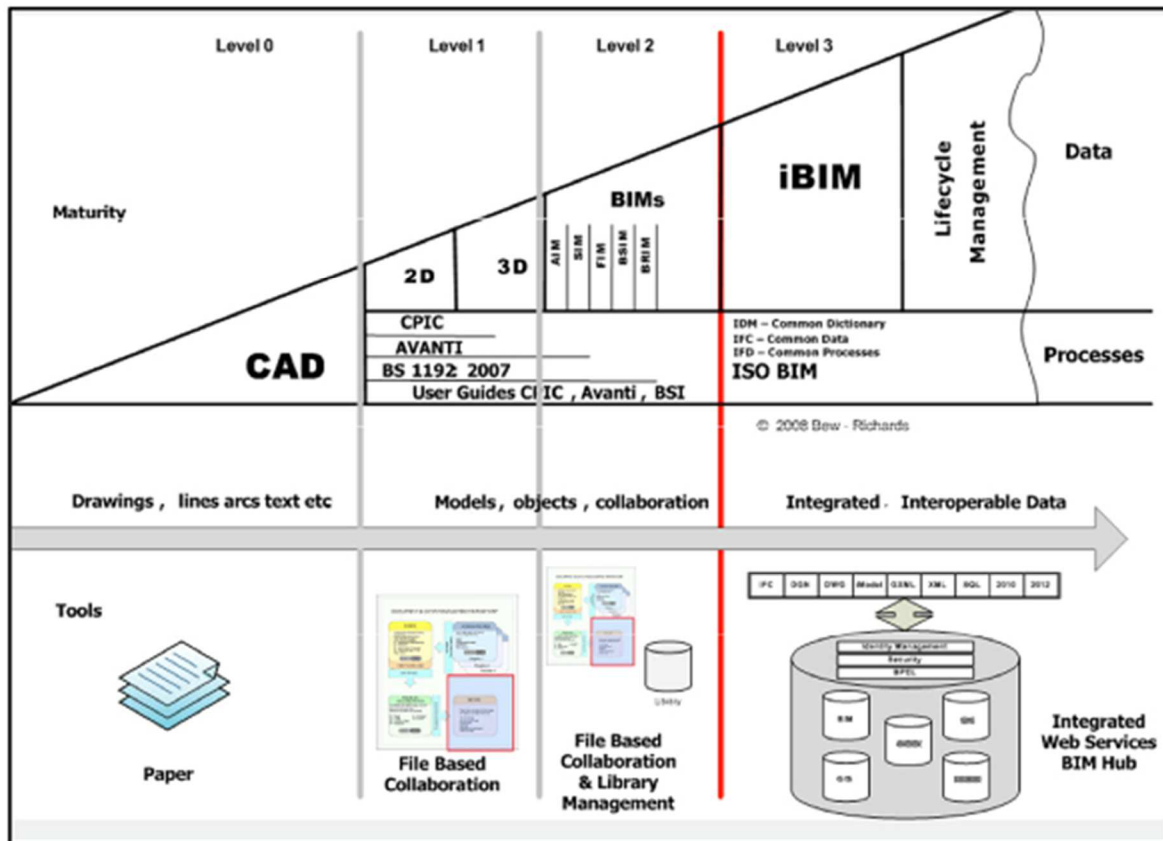 Level 0
Level 1
Level 2
Level 3
Maturity
CAD
2D
3D
BIMs
AIM
SIM
FIM
BSIM
BRIM
iBIM
Lifecycle
Management
Data
CPIC
AVANTI
BS 1192: 2007
User Guides CPIC , Avanti , BSI
IDM – Common Dictionary
IFC – Common Data
IFD – Common Processes
ISO BIM
Processes
© 2008 Bew - Richards
Drawings , lines arcs text etc
Models , objects , collaboration
Integrated , Interoperable Data
Tools
Paper
File Based
Collaboration
Library
File Based
Collaboration
& Library
Management
IFC DGN DWG iModel GXML XML SQL 2010 2012
Identity Management
Security
BPEL
Integrated
Web Services
BIM Hub